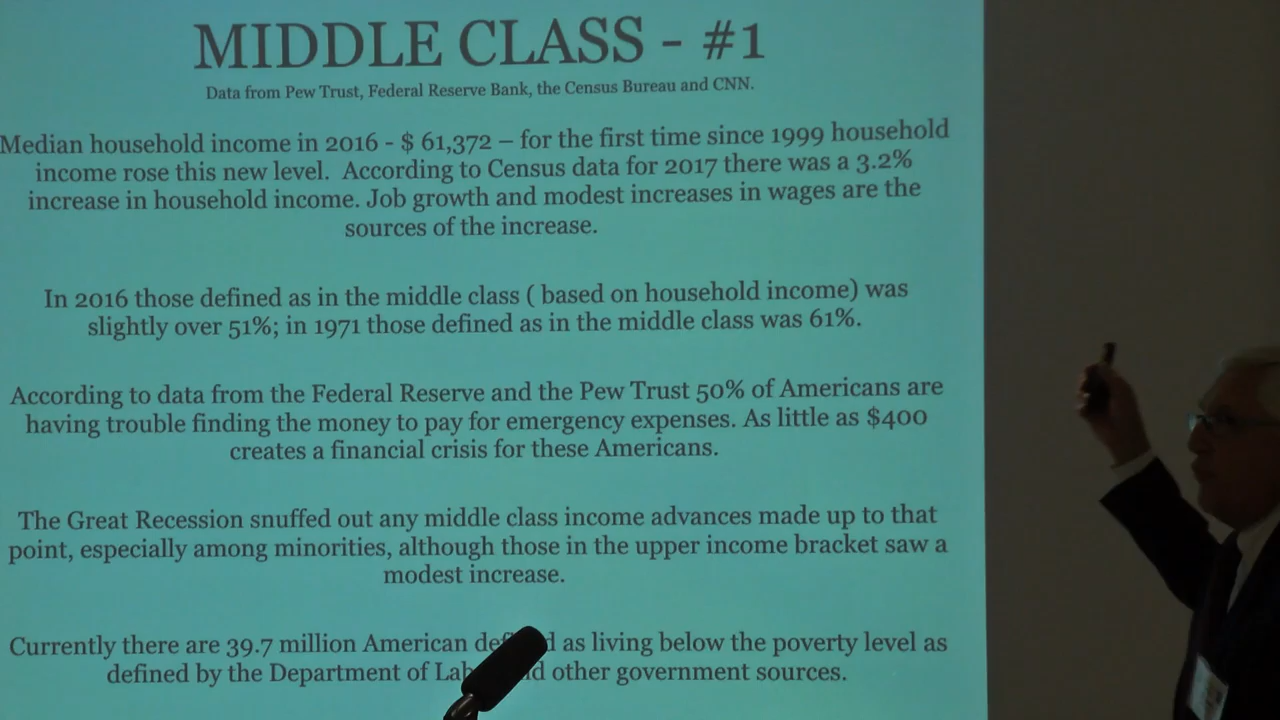 MIDDLE CLASS - #1
Data from Pew Trust, Federal Reserve Bank, the Census Bureau and CNN.
Median household income in 2016 - $ 61,372 – for the first time since 1999 household
income rose this new level.  According to Census data for 2017 there was a 3.2%
increase in household income. Job growth and modest increases in wages are the
sources of the increase.
In 2016 those defined as in the middle class ( based on household income) was
slightly over 51%; in 1971 those defined as in the middle class was 61%.
According to data from the Federal Reserve and the Pew Trust 50% of Americans are
having trouble finding the money to pay for emergency expenses. As little as $400
creates a financial crisis for these Americans.
The Great Recession snuffed out any middle class income advances made up to that
point, especially among minorities, although those in the upper income bracket saw a
modest increase.
Currently there are 39.7 million American as living below the poverty level as
defined by the Department of other government sources.